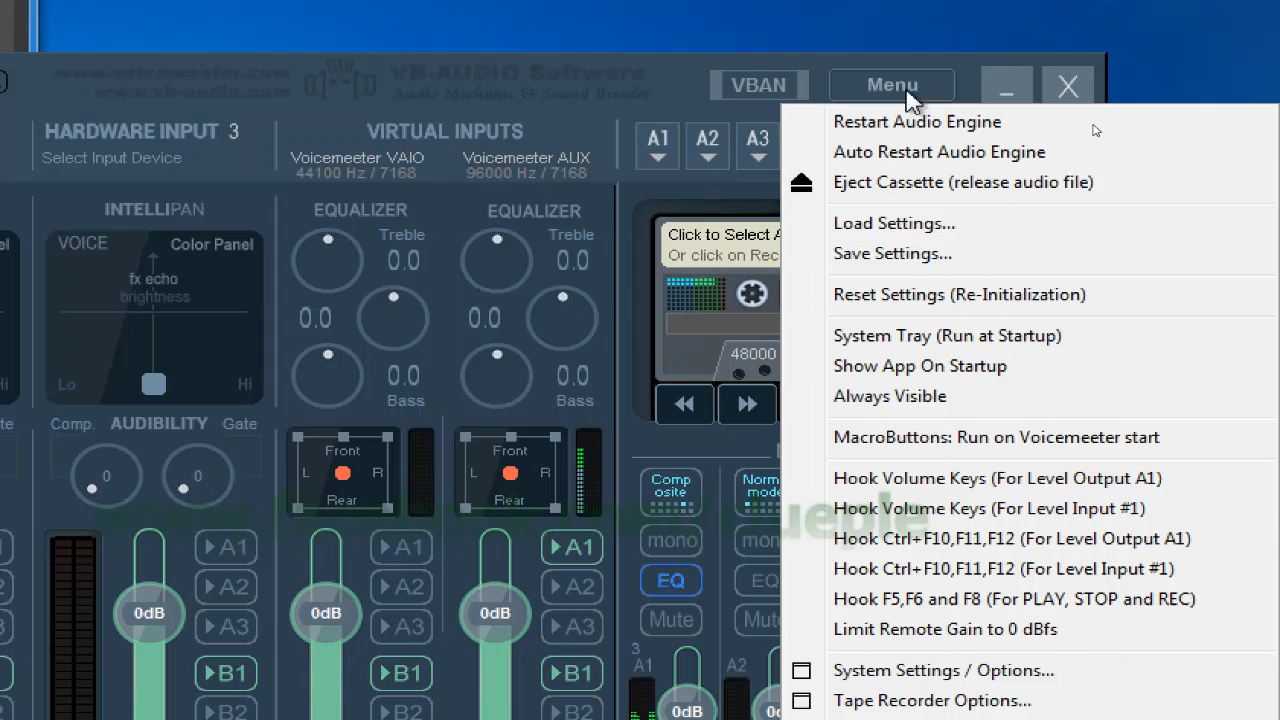 www.voicemeeter.com
www.vb-audio.com
VB-AUDIO Software
Audio Mechanic & Sound Breeder
VBAN
Menu
X
HARDWARE INPUT 3
Select Input Device
VIRTUAL INPUTS
Voicemeeter VAIO
44100 Hz / 7168
Voicemeeter AUX
96000 Hz / 7168
A1
A2
A3
INTELLIPAN
VOICE
Color Panel
fx echo
brightness
Lo
Hi
EQUALIZER
Treble
0.0
0.0
0.0
Bass
EQUALIZER
Treble
0.0
0.0
0.0
Bass
Click to Select A
Or click on Rec
48000
Comp.
AUDIBILITY
Gate
0
0
Front
L
R
Rear
Front
L
R
Rear
Comp
osite
Norm
mode
mono
mon
EQ
EQ
Mute
Mut
0dB
A1
A2
A3
B1
B2
0dB
A1
A2
A3
B1
B2
0dB
A1
A2
A3
B1
B2
3
A1
A2
0dB
Restart Audio Engine
Auto Restart Audio Engine
Eject Cassette (release audio file)
Load Settings...
Save Settings...
Reset Settings (Re-Initialization)
System Tray (Run at Startup)
Show App On Startup
Always Visible
MacroButtons: Run on Voicemeeter start
Hook Volume Keys (For Level Output A1)
Hook Volume Keys (For Level Input #1)
Hook Ctrl+F10,F11,F12 (For Level Output A1)
Hook Ctrl+F10,F11,F12 (For Level Input #1)
Hook F5,F6 and F8 (For PLAY, STOP and REC)
Limit Remote Gain to 0 dBfs
System Settings / Options...
Tape Recorder Options...